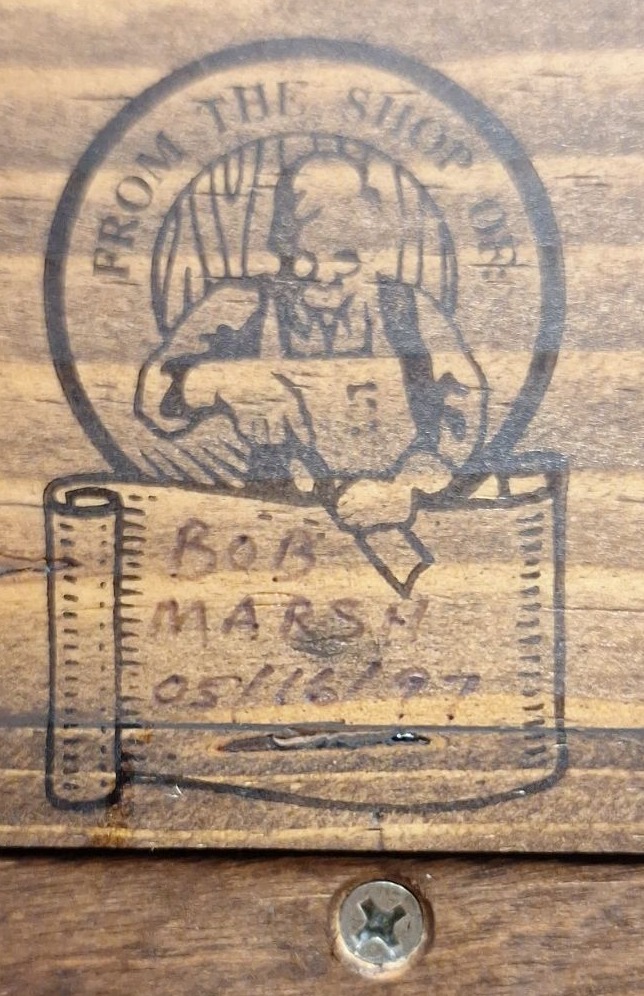 FROM THE SHOP OF
BOB
MARSH
05/16/97